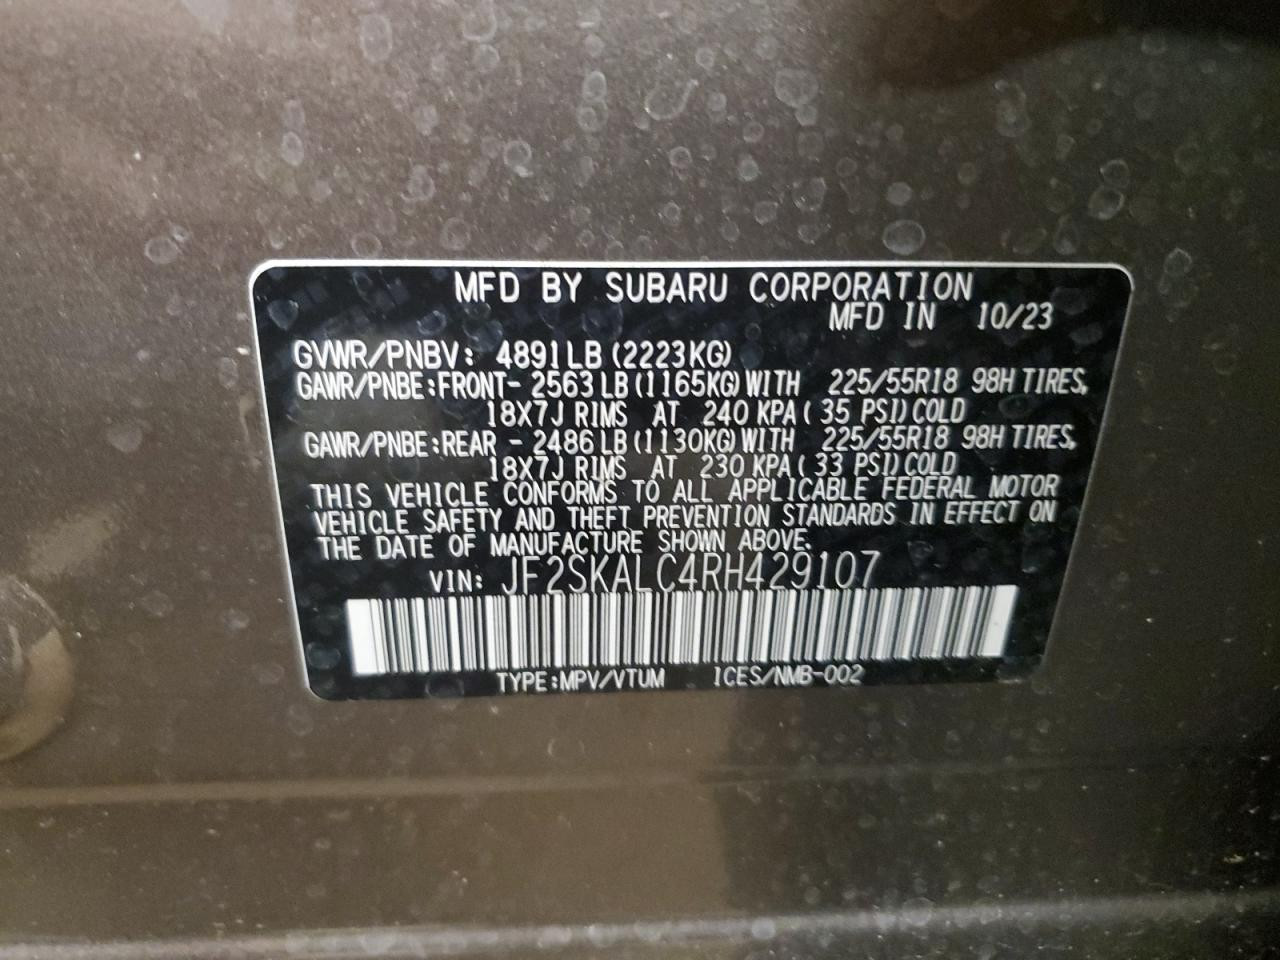 MFD BY SUBARU CORPORATION
MFD IN 10/23
GVWR/PNBV: 4891LB (2223KG)
GAWR/PNBE:FRONT- 2563LB (1165KG) WITH 225/55R18 98H TIRES,
18X7J RIMS AT 240 KPA ( 35 PSI) COLD
GAWR/PNBE:REAR - 2486LB (1130KG) WITH 225/55R18 98H TIRES,
18X7J RIMS AT 230 KPA ( 33 PSI) COLD
THIS VEHICLE CONFORMS TO ALL APPLICABLE FEDERAL MOTOR
VEHICLE SAFETY AND THEFT PREVENTION STANDARDS IN EFFECT ON
THE DATE OF MANUFACTURE SHOWN ABOVE.
VIN: JF2SKALC4RH429107
TYPE:MPV/VTUM ICES/NMB-002